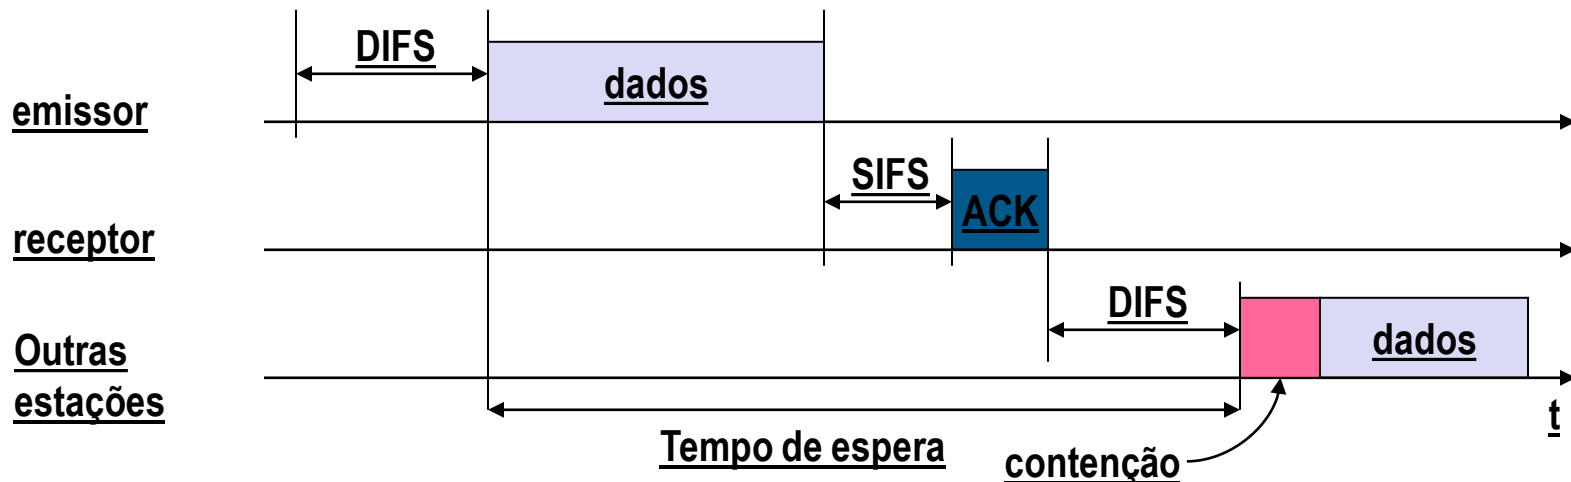 DIFS
dados
emissor
SIFS
ACK
receptor
DIFS
dados
Outras
estações
t
Tempo de espera
contenção